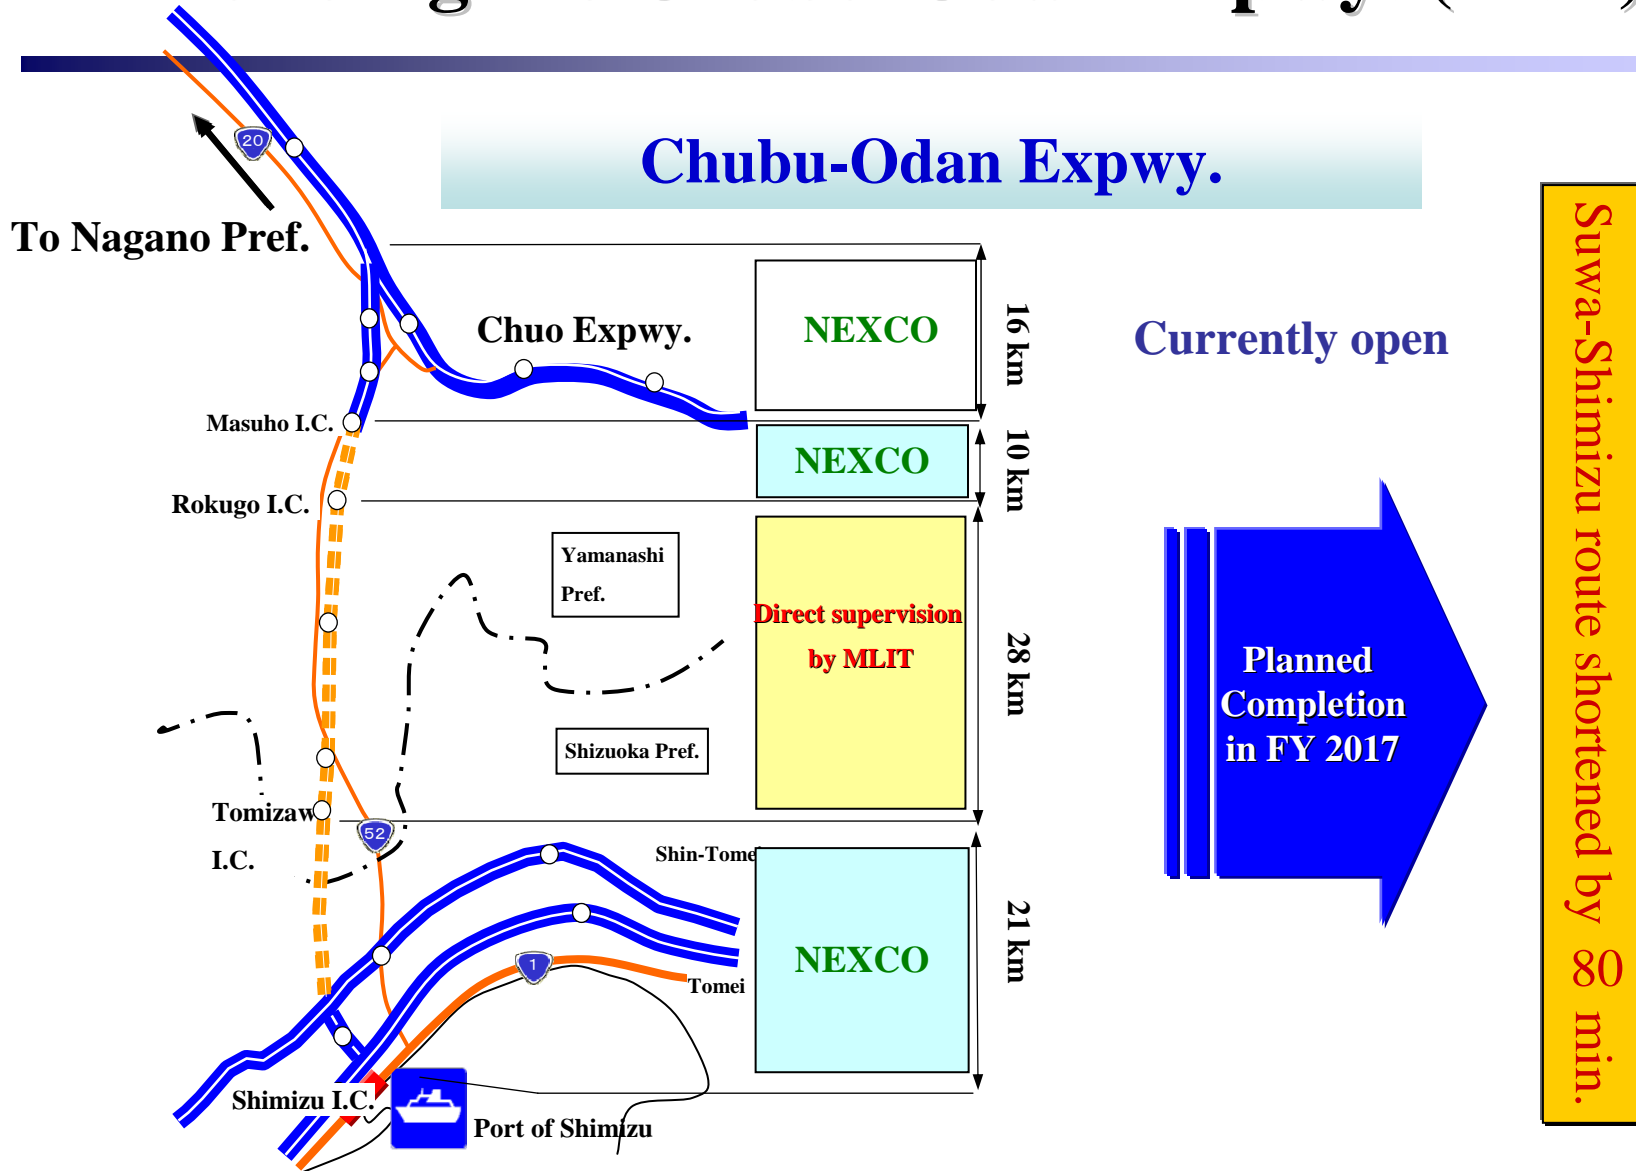 20
Chubu-Odan Expwy.
To Nagano Pref.
Chuo Expwy.
NEXCO
16 km
Currently open
Masuho I.C.
NEXCO
10 km
Rokugo I.C.
Yamanashi
Pref.
Direct supervision
by MLIT
28 km
Planned
Completion
in FY 2017
Shizuoka Pref.
Tomizaw
I.C.
52
Shin-Tome
NEXCO
21 km
1
Tomei
Shimizu I.C.
Port of Shimizu
Suwa-Shimizu route shortened by 80 min.